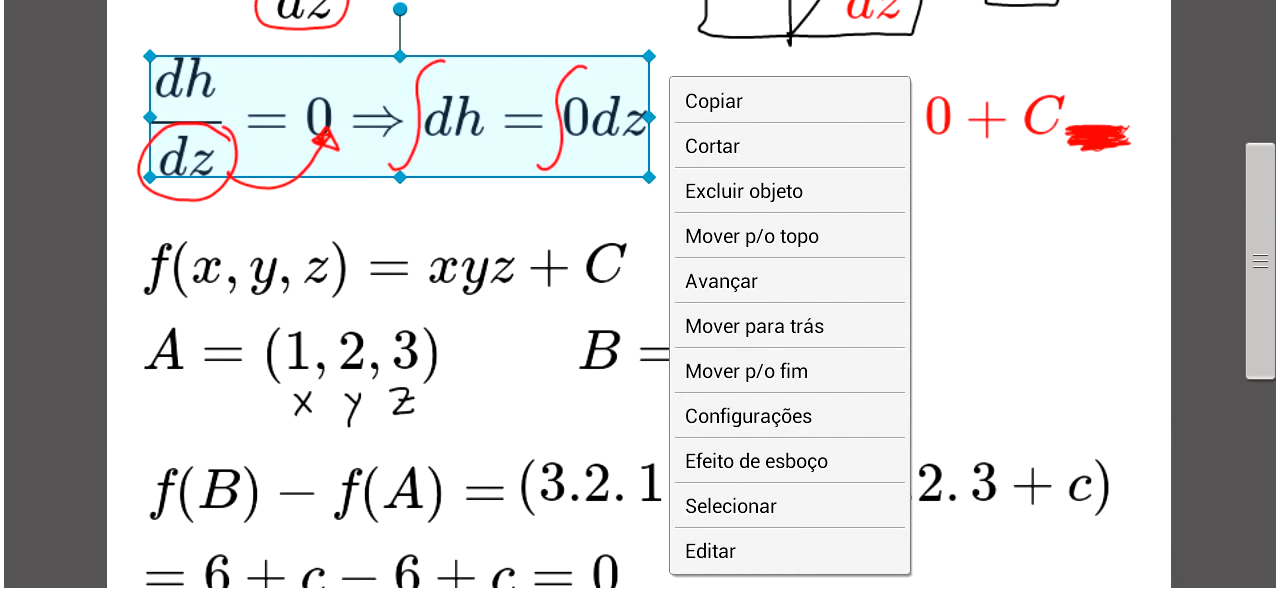 dz dz
dh/dz = 0 ⇒ ∫dh = ∫0dz 0 + C
f(x, y, z) = xyz + C
A = (1, 2, 3) B =
x y z
f(B) − f(A) = (3.2. 1 2. 3 + c)
= 6 + c − 6 + c = 0
Copiar
Cortar
Excluir objeto
Mover p/o topo
Avançar
Mover para trás
Mover p/o fim
Configurações
Efeito de esboço
Selecionar
Editar